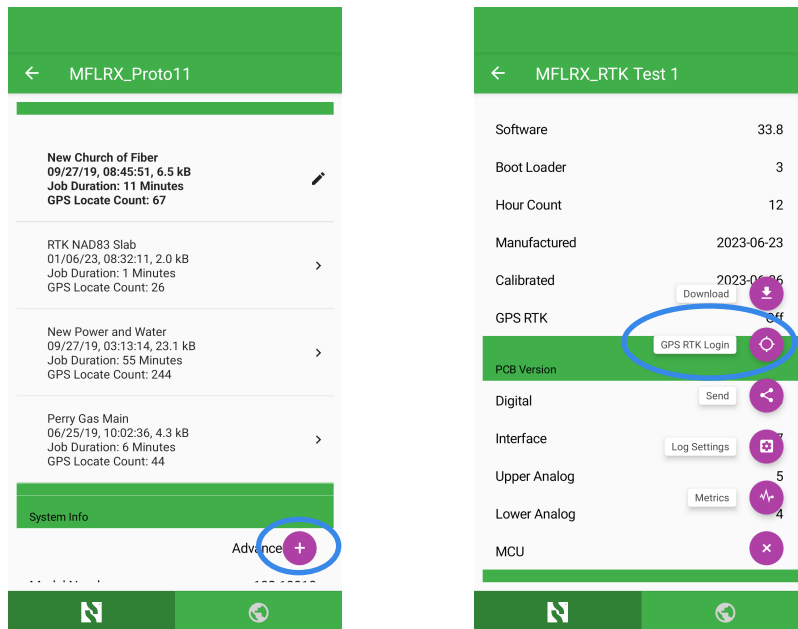 MFLRX_Proto11
New Church of Fiber
09/27/19, 08:45:51, 6.5 kB
Job Duration: 11 Minutes
GPS Locate Count: 67
RTK NAD83 Slab
01/06/23, 08:32:11, 2.0 kB
Job Duration: 1 Minutes
GPS Locate Count: 26
New Power and Water
09/27/19, 03:13:14, 23.1 kB
Job Duration: 55 Minutes
GPS Locate Count: 244
Perry Gas Main
06/25/19, 10:02:36, 4.3 kB
Job Duration: 6 Minutes
GPS Locate Count: 44
System Info
Advance
MFLRX_RTK Test 1
Software 33.8
Boot Loader 3
Hour Count 12
Manufactured 2023-06-23
Calibrated
Download
GPS RTK Off
GPS RTK Login
PCB Version
Send
Digital
Interface
Log Settings
Upper Analog 5
Metrics
Lower Analog 4
MCU